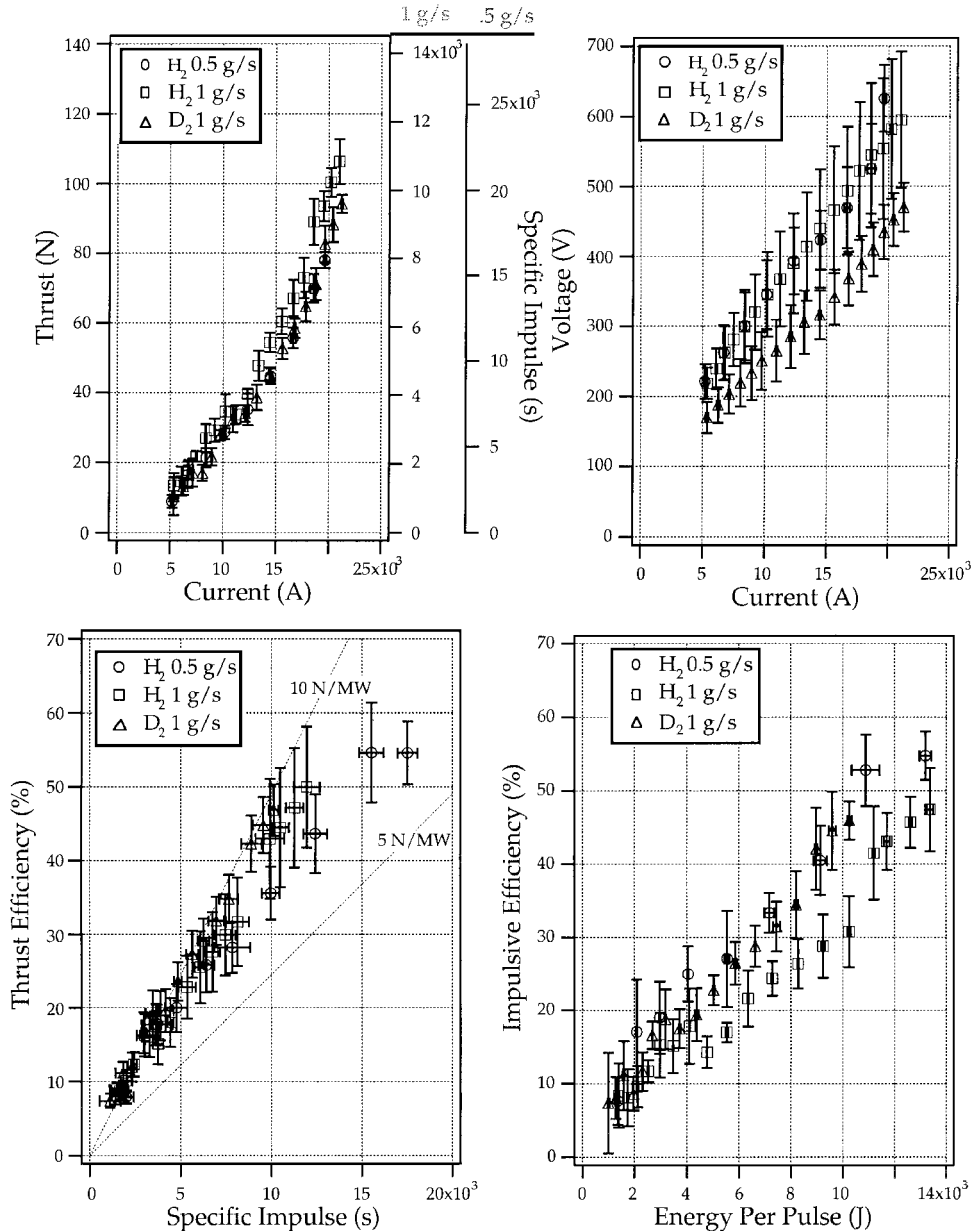 1 g/s .5 g/s
140
120
100
80
60
40
20
0
Thrust (N)
H2 0.5 g/s
H2 1 g/s
D2 1 g/s
0 5 10 15 20 25x10³
Current (A)
14x10³
12
10
8
6
4
2
0
25x10³
20
15
10
5
0
Specific Impulse (s)
700
600
500
400
300
200
100
0
Voltage (V)
H2 0.5 g/s
H2 1 g/s
D2 1 g/s
0 5 10 15 20 25x10³
Current (A)
70
60
50
40
30
20
10
0
Thrust Efficiency (%)
H2 0.5 g/s
H2 1 g/s
D2 1 g/s
10 N/MW
5 N/MW
0 5 10 15 20x10³
Specific Impulse (s)
70
60
50
40
30
20
10
0
Impulsive Efficiency (%)
H2 0.5 g/s
H2 1 g/s
D2 1 g/s
0 2 4 6 8 10 12 14x10³
Energy Per Pulse (J)